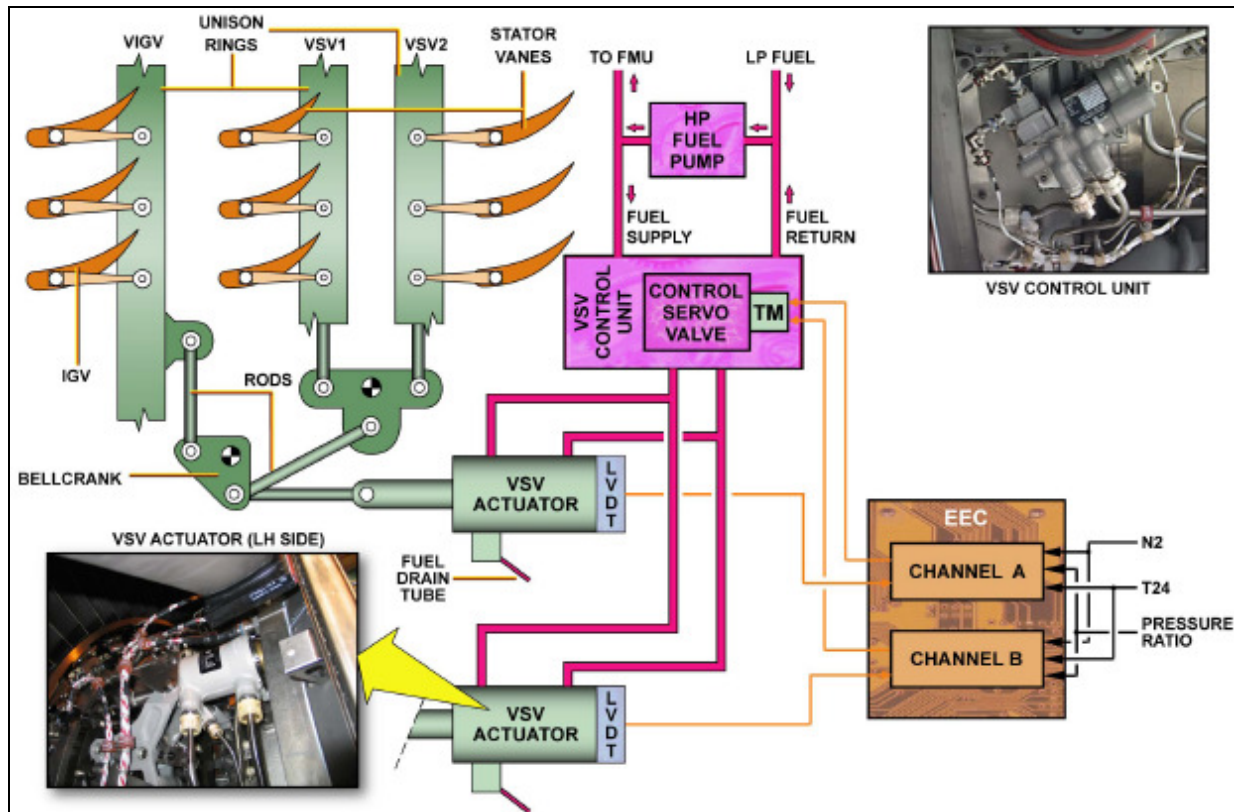 UNISON
RINGS
VIGV
VSV1
VSV2
STATOR
VANES
TO FMU
LP FUEL
HP
FUEL
PUMP
FUEL
SUPPLY
FUEL
RETURN
VSV CONTROL UNIT
VSV
CONTROL
UNIT
CONTROL
SERVO
VALVE
TM
IGV
RODS
BELLCRANK
VSV
ACTUATOR
LVDT
VSV ACTUATOR (LH SIDE)
FUEL
DRAIN
TUBE
EEC
CHANNEL A
CHANNEL B
N2
T24
PRESSURE
RATIO
VSV
ACTUATOR
LVDT